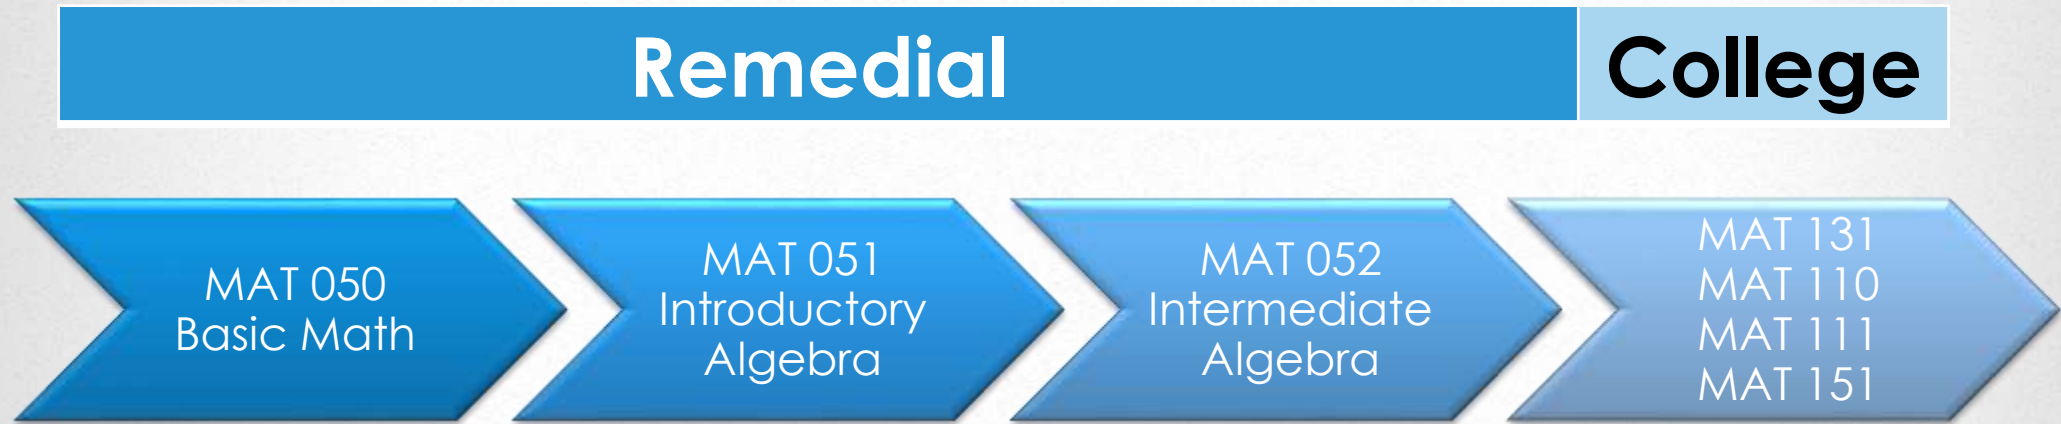 Remedial
College
MAT 050
Basic Math
MAT 051
Introductory
Algebra
MAT 052
Intermediate
Algebra
MAT 131
MAT 110
MAT 111
MAT 151